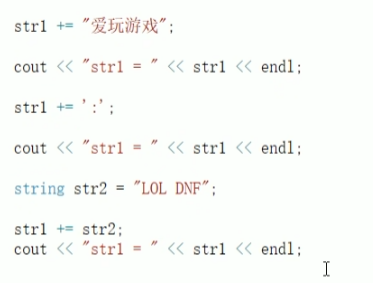 str1 += "爱玩游戏";
cout << "str1 = " << str1 << endl;
str1 += ':';
cout << "str1 = " << str1 << endl;
string str2 = "LOL DNF";
str1 += str2;
cout << "str1 = " << str1 << endl;